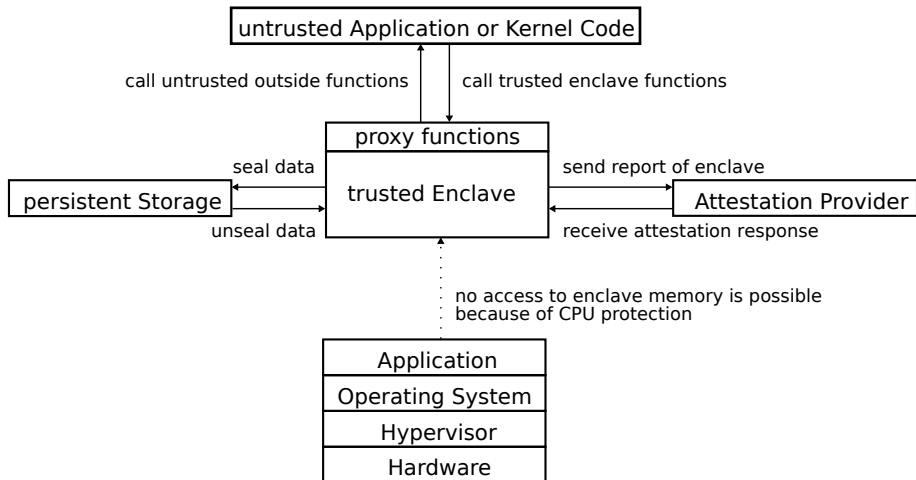 untrusted Application or Kernel Code
call untrusted outside functions
call trusted enclave functions
proxy functions
seal data
send report of enclave
persistent Storage
trusted Enclave
Attestation Provider
unseal data
receive attestation response
no access to enclave memory is possible
because of CPU protection
Application
Operating System
Hypervisor
Hardware